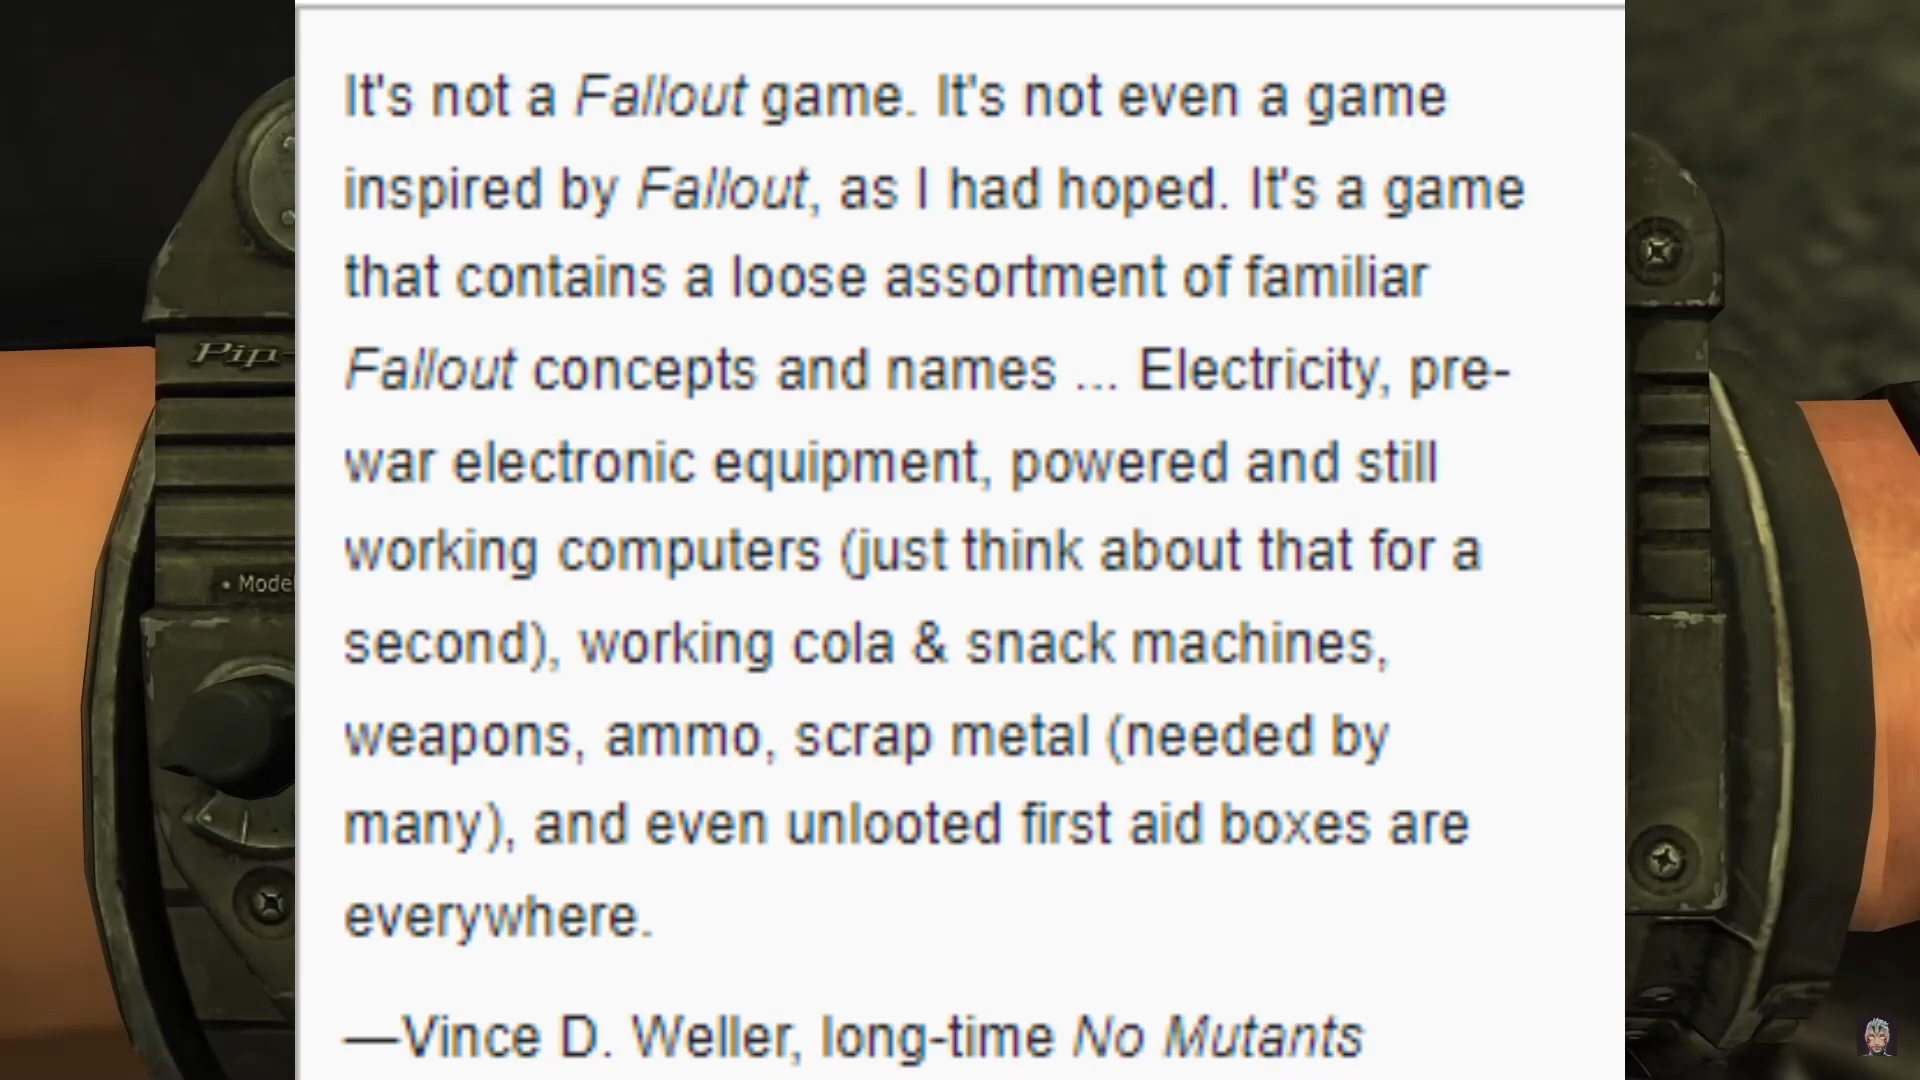 It's not a Fallout game. It's not even a game
inspired by Fallout, as I had hoped. It's a game
that contains a loose assortment of familiar
Fallout concepts and names ... Electricity, pre-
war electronic equipment, powered and still
working computers (just think about that for a
second), working cola & snack machines,
weapons, ammo, scrap metal (needed by
many), and even unlooted first aid boxes are
everywhere.
—Vince D. Weller, long-time No Mutants
Pip-
• Model